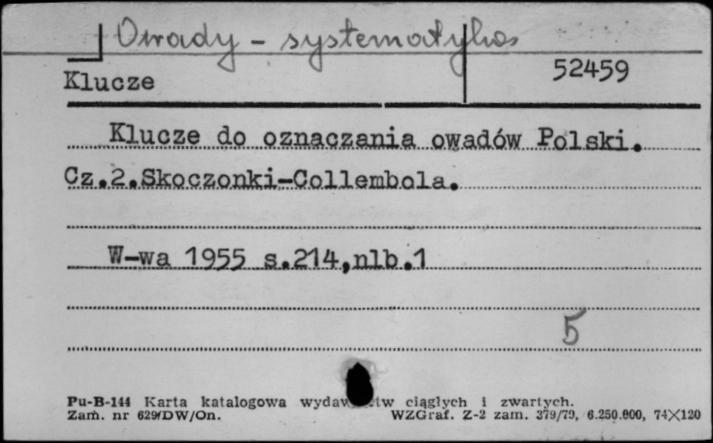 Owady - systematyka
Klucze 52459
Klucze do oznaczania owadów Polski.
Cz.2.Skoczonki-Collembola.
W-wa 1955 s.214,nlb.1
5
Pu-B-144 Karta katalogowa ciągłych i zwartych.
Zam. nr 629/DW/On. WZGraf. Z-2 zam. 379/79, 6.250.000, 74X120